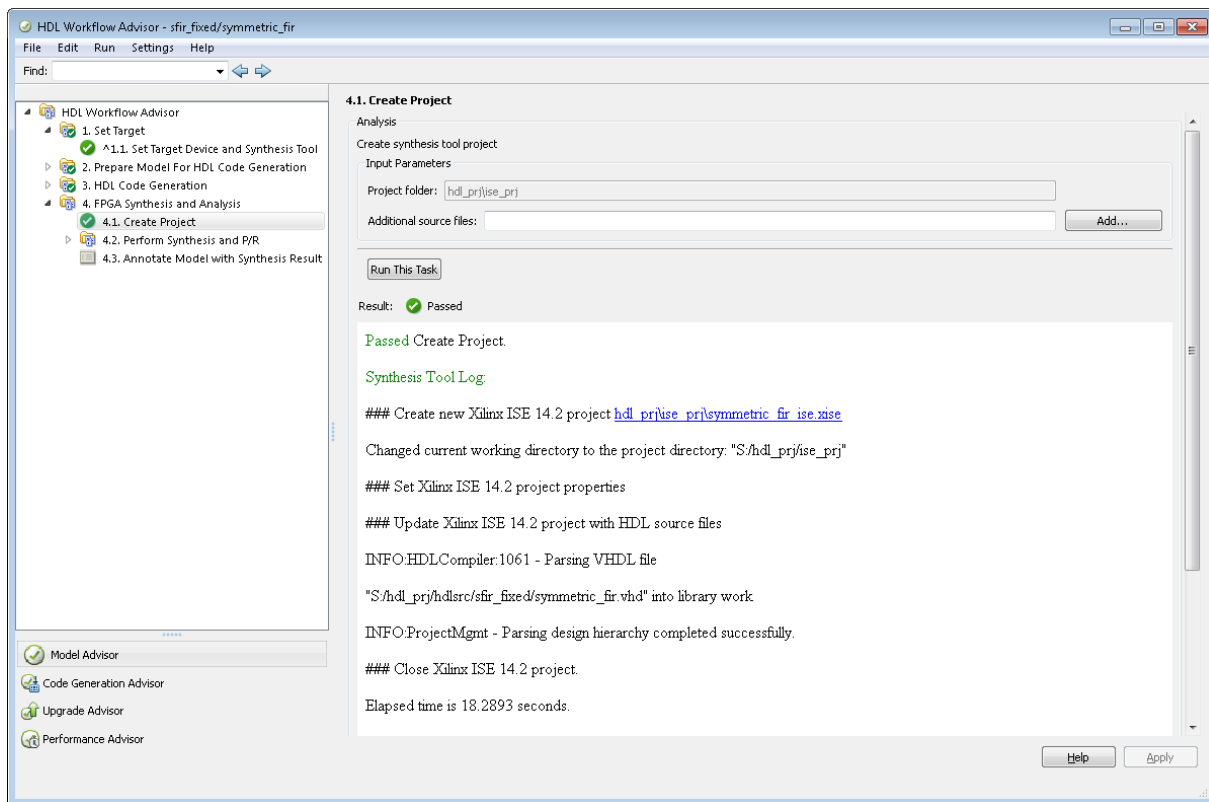 HDL Workflow Advisor - sfir_fixed/symmetric_fir
File Edit Run Settings Help
Find:
HDL Workflow Advisor
1. Set Target
^1.1. Set Target Device and Synthesis Tool
2. Prepare Model For HDL Code Generation
3. HDL Code Generation
4. FPGA Synthesis and Analysis
4.1. Create Project
4.2. Perform Synthesis and P/R
4.3. Annotate Model with Synthesis Result
Model Advisor
Code Generation Advisor
Upgrade Advisor
Performance Advisor
4.1. Create Project
Analysis
Create synthesis tool project
Input Parameters
Project folder: hdl_prj\ise_prj
Additional source files: Add...
Run This Task
Result: Passed
Passed Create Project.
Synthesis Tool Log:
### Create new Xilinx ISE 14.2 project hdl_prj\ise_prj\symmetric_fir_ise.xise
Changed current working directory to the project directory: "S:/hdl_prj/ise_prj"
### Set Xilinx ISE 14.2 project properties
### Update Xilinx ISE 14.2 project with HDL source files
INFO:HDLCompiler:1061 - Parsing VHDL file
"S:/hdl_prj/hdlsrc/sfir_fixed/symmetric_fir.vhd" into library work
INFO:ProjectMgmt - Parsing design hierarchy completed successfully.
### Close Xilinx ISE 14.2 project.
Elapsed time is 18.2893 seconds.
Help Apply